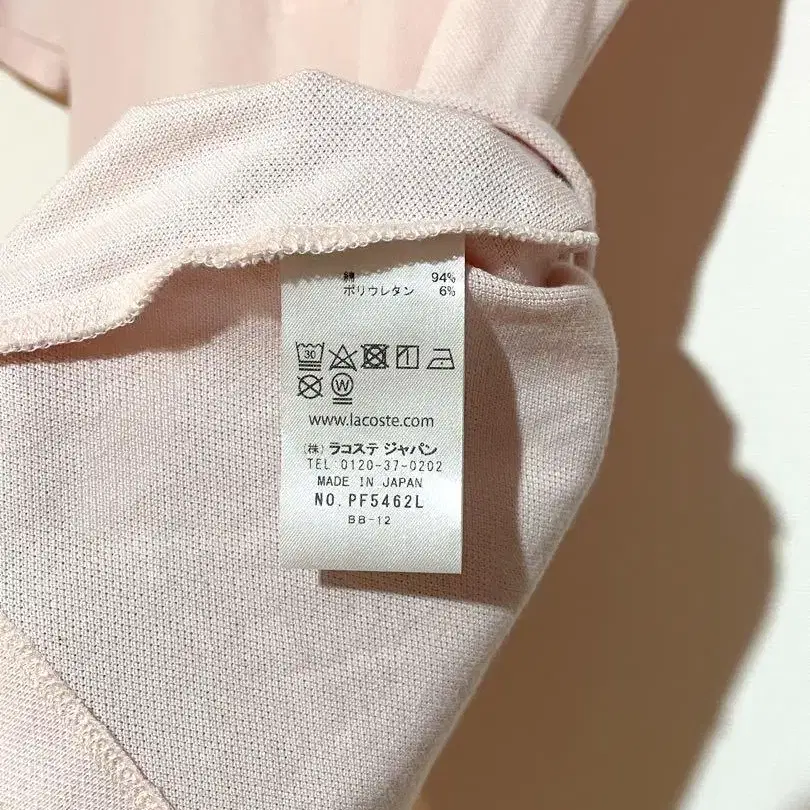 綿 94%
ポリウレタン 6%
30
W
www.lacoste.com
(株) ラコステ ジャパン
TEL 0120-37-0202
MADE IN JAPAN
NO. PF5462L
BB-12